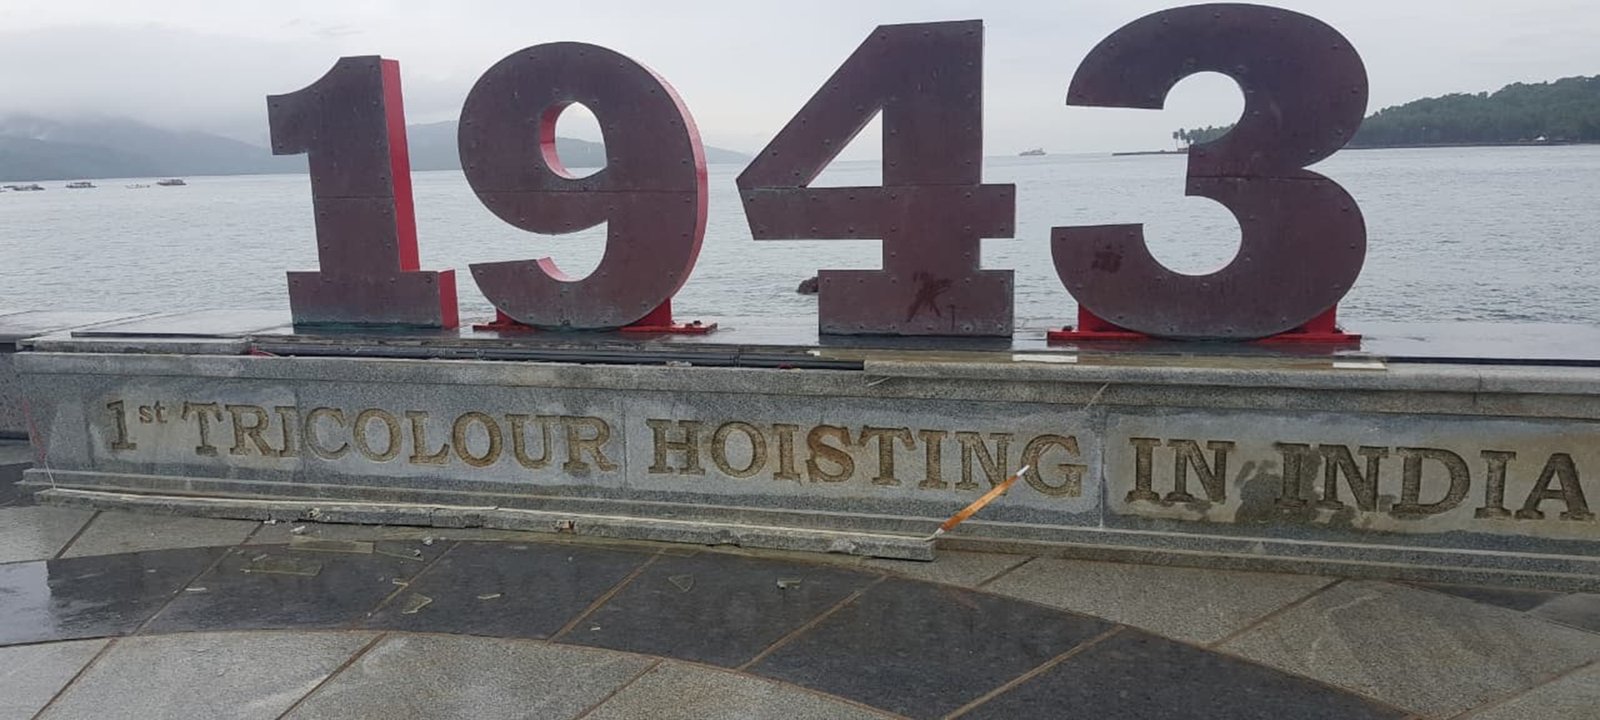 1943
1st TRICOLOUR HOISTING IN INDIA